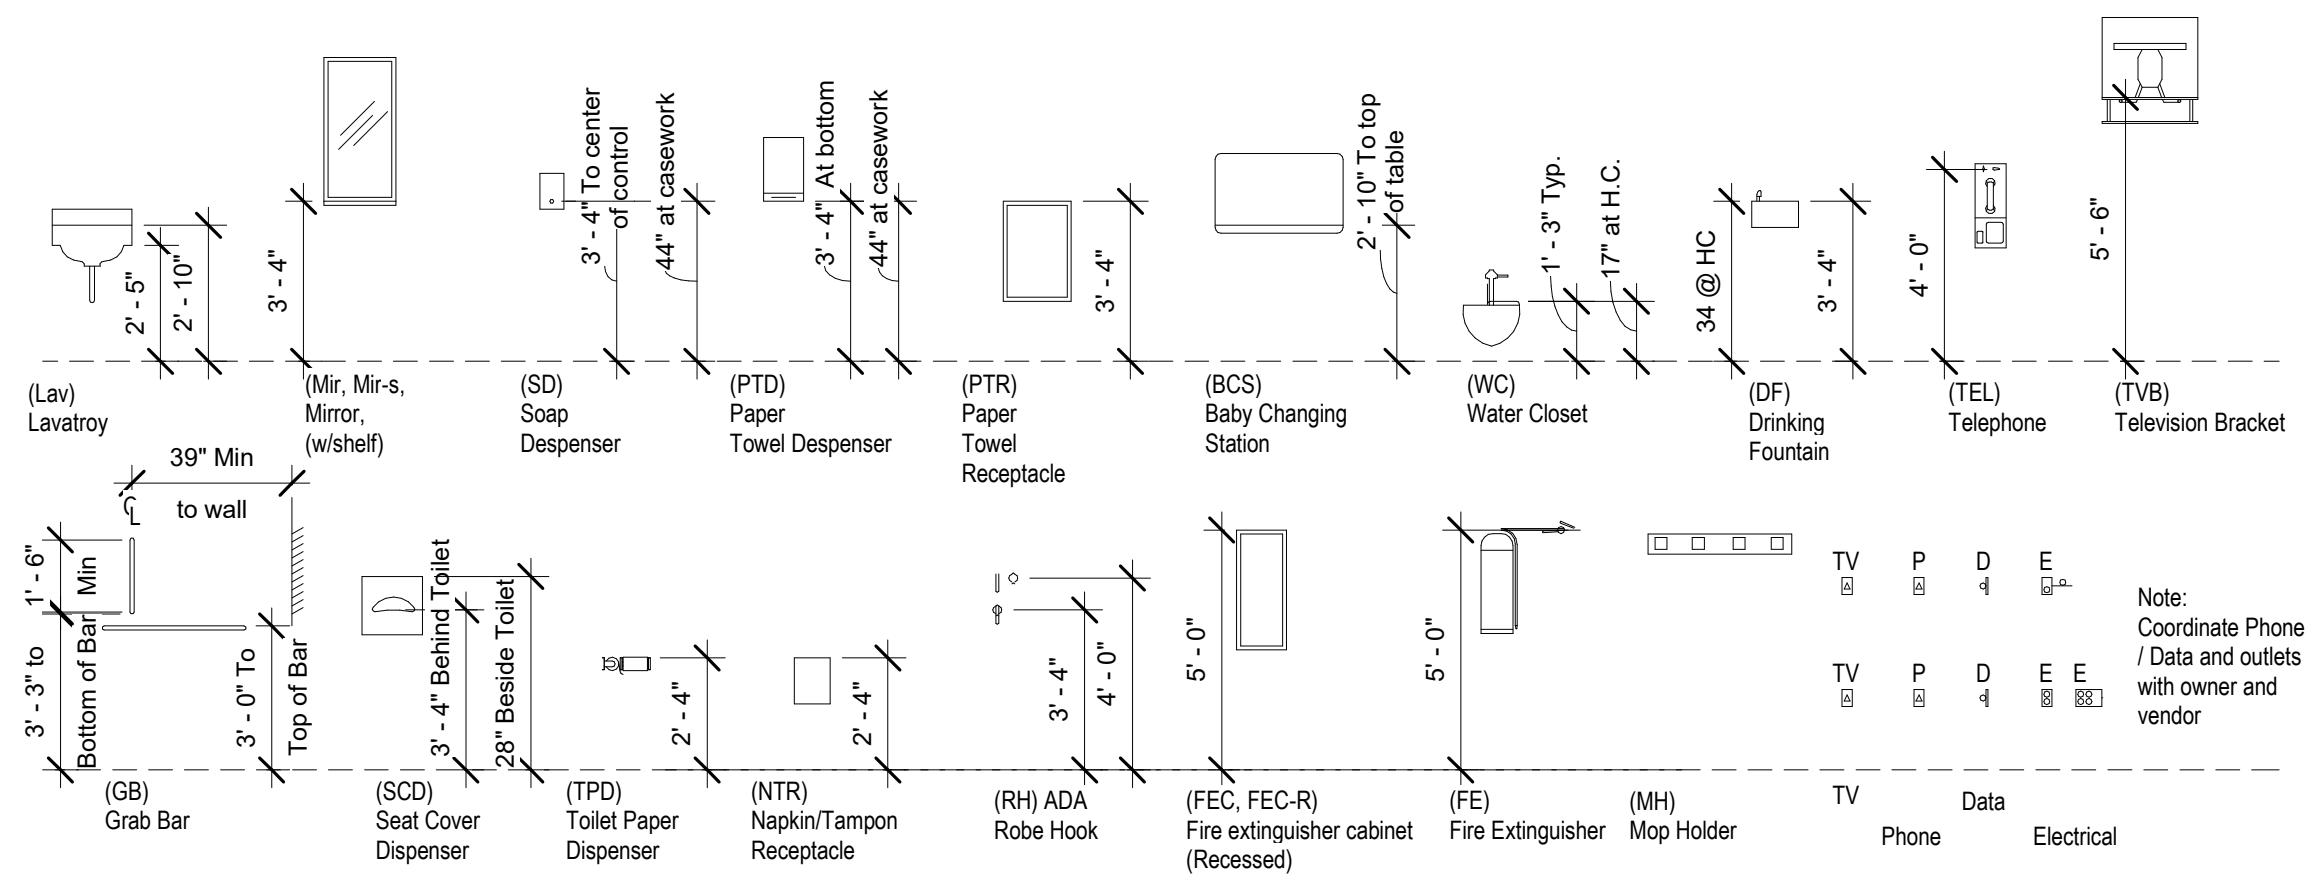 2' - 5"
2' - 10"
3' - 4"
3' - 4" To center
of control
44" at casework
3' - 4" At bottom
44" at casework
3' - 4"
2' - 10" To top
of table
1' - 3" Typ.
17" at H.C.
34 @ HC
3' - 4"
4' - 0"
5' - 6"
(Lav)
Lavatroy
(Mir, Mir-s,
Mirror,
(w/shelf)
(SD)
Soap
Despenser
(PTD)
Paper
Towel Despenser
(PTR)
Paper
Towel
Receptacle
(BCS)
Baby Changing
Station
(WC)
Water Closet
(DF)
Drinking
Fountain
(TEL)
Telephone
(TVB)
Television Bracket
39" Min
to wall
CL
1' - 6"
Min
3' - 3" to
Bottom of Bar
3' - 0" To
Top of Bar
3' - 4" Behind Toilet
28" Beside Toilet
2' - 4"
2' - 4"
3' - 4"
4' - 0"
5' - 0"
5' - 0"
TV P D E
TV P D E E
Note:
Coordinate Phone
/ Data and outlets
with owner and
vendor
(GB)
Grab Bar
(SCD)
Seat Cover
Dispenser
(TPD)
Toilet Paper
Dispenser
(NTR)
Napkin/Tampon
Receptacle
(RH) ADA
Robe Hook
(FEC, FEC-R)
Fire extinguisher cabinet
(Recessed)
(FE)
Fire Extinguisher
(MH)
Mop Holder
TV
Phone
Data
Electrical